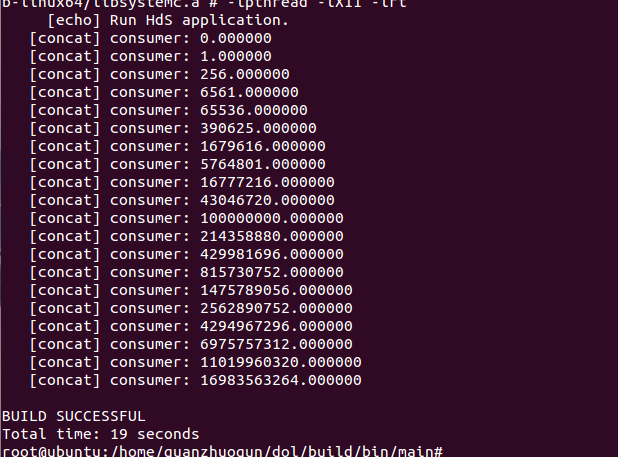 b-linux64/libsystemc.a # -lpthread -lX11 -lrt
[echo] Run HdS application.
[concat] consumer: 0.000000
[concat] consumer: 1.000000
[concat] consumer: 256.000000
[concat] consumer: 6561.000000
[concat] consumer: 65536.000000
[concat] consumer: 390625.000000
[concat] consumer: 1679616.000000
[concat] consumer: 5764801.000000
[concat] consumer: 16777216.000000
[concat] consumer: 43046720.000000
[concat] consumer: 100000000.000000
[concat] consumer: 214358880.000000
[concat] consumer: 429981696.000000
[concat] consumer: 815730752.000000
[concat] consumer: 1475789056.000000
[concat] consumer: 2562890752.000000
[concat] consumer: 4294967296.000000
[concat] consumer: 6975757312.000000
[concat] consumer: 11019960320.000000
[concat] consumer: 16983563264.000000
BUILD SUCCESSFUL
Total time: 19 seconds
root@ubuntu:/home/guanzhuoqun/dol/build/bin/main#